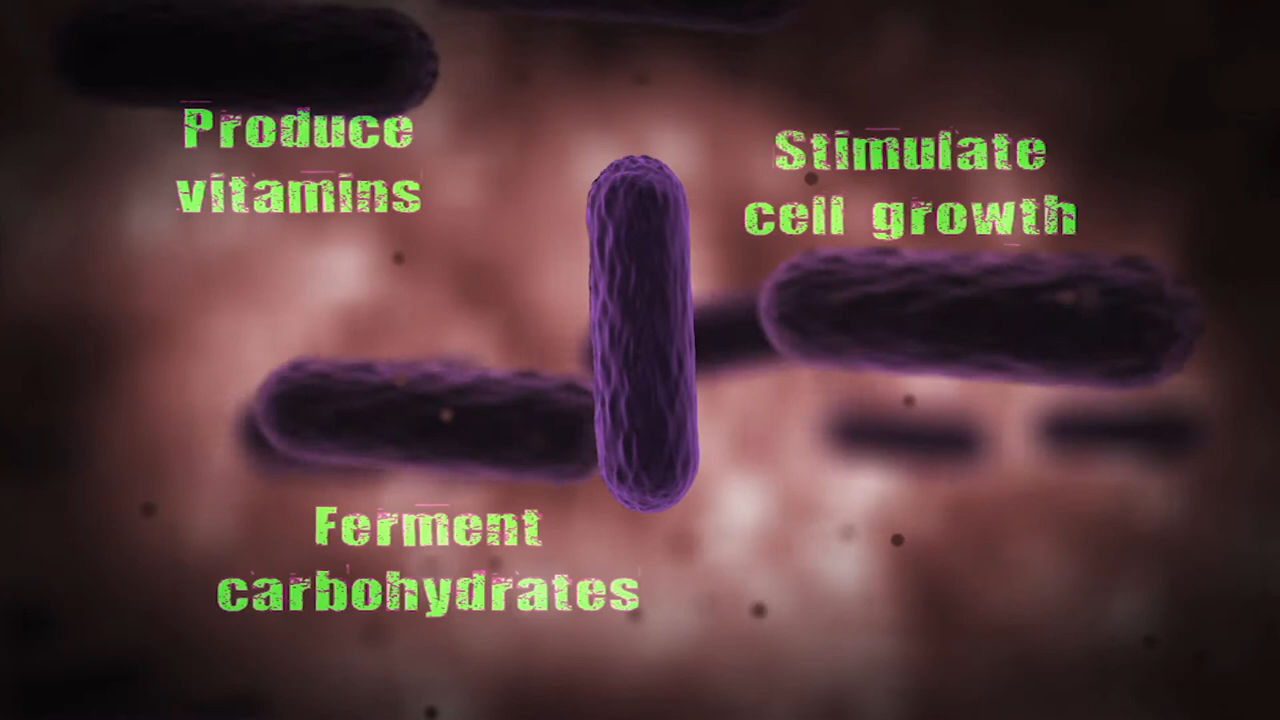 Produce
vitamins
Stimulate
cell growth
Ferment
carbohydrates